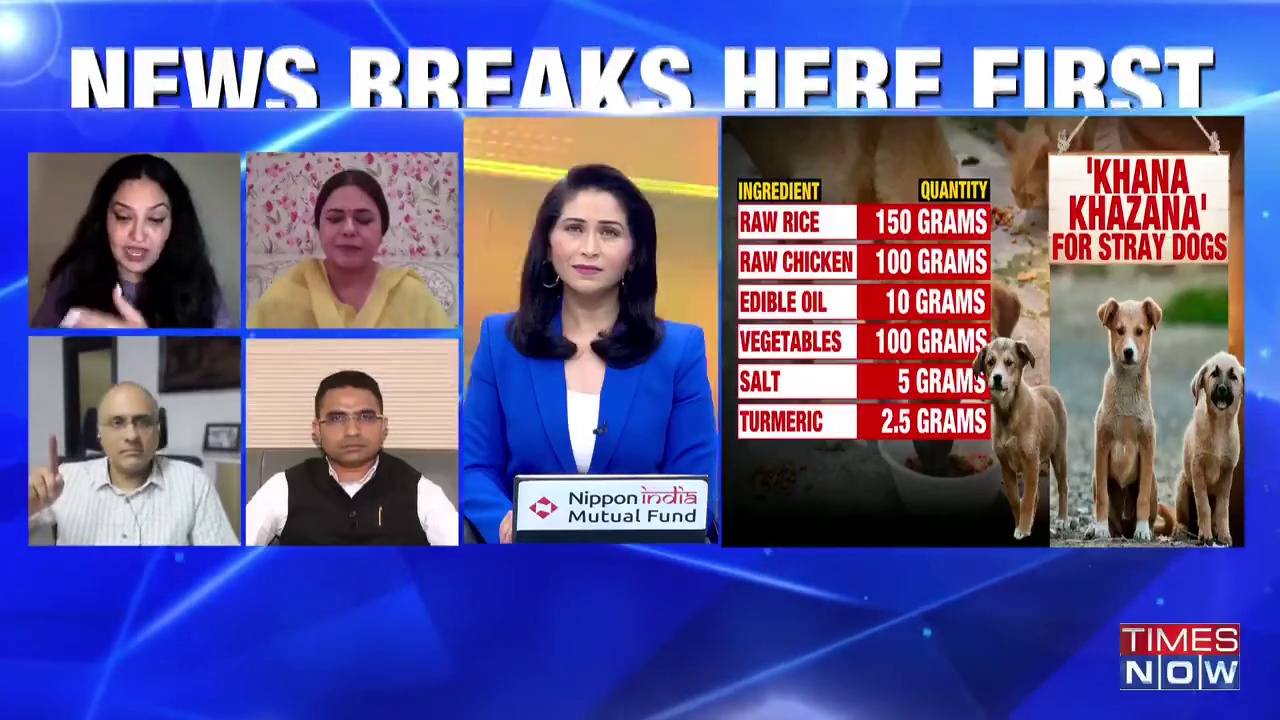 NEWS BREAKS HERE FIRST
INGREDIENT QUANTITY
RAW RICE 150 GRAMS
RAW CHICKEN 100 GRAMS
EDIBLE OIL 10 GRAMS
VEGETABLES 100 GRAMS
SALT 5 GRAMS
TURMERIC 2.5 GRAMS
'KHANA
KHAZANA'
FOR STRAY DOGS
Nippon india
Mutual Fund
TIMES
NOW